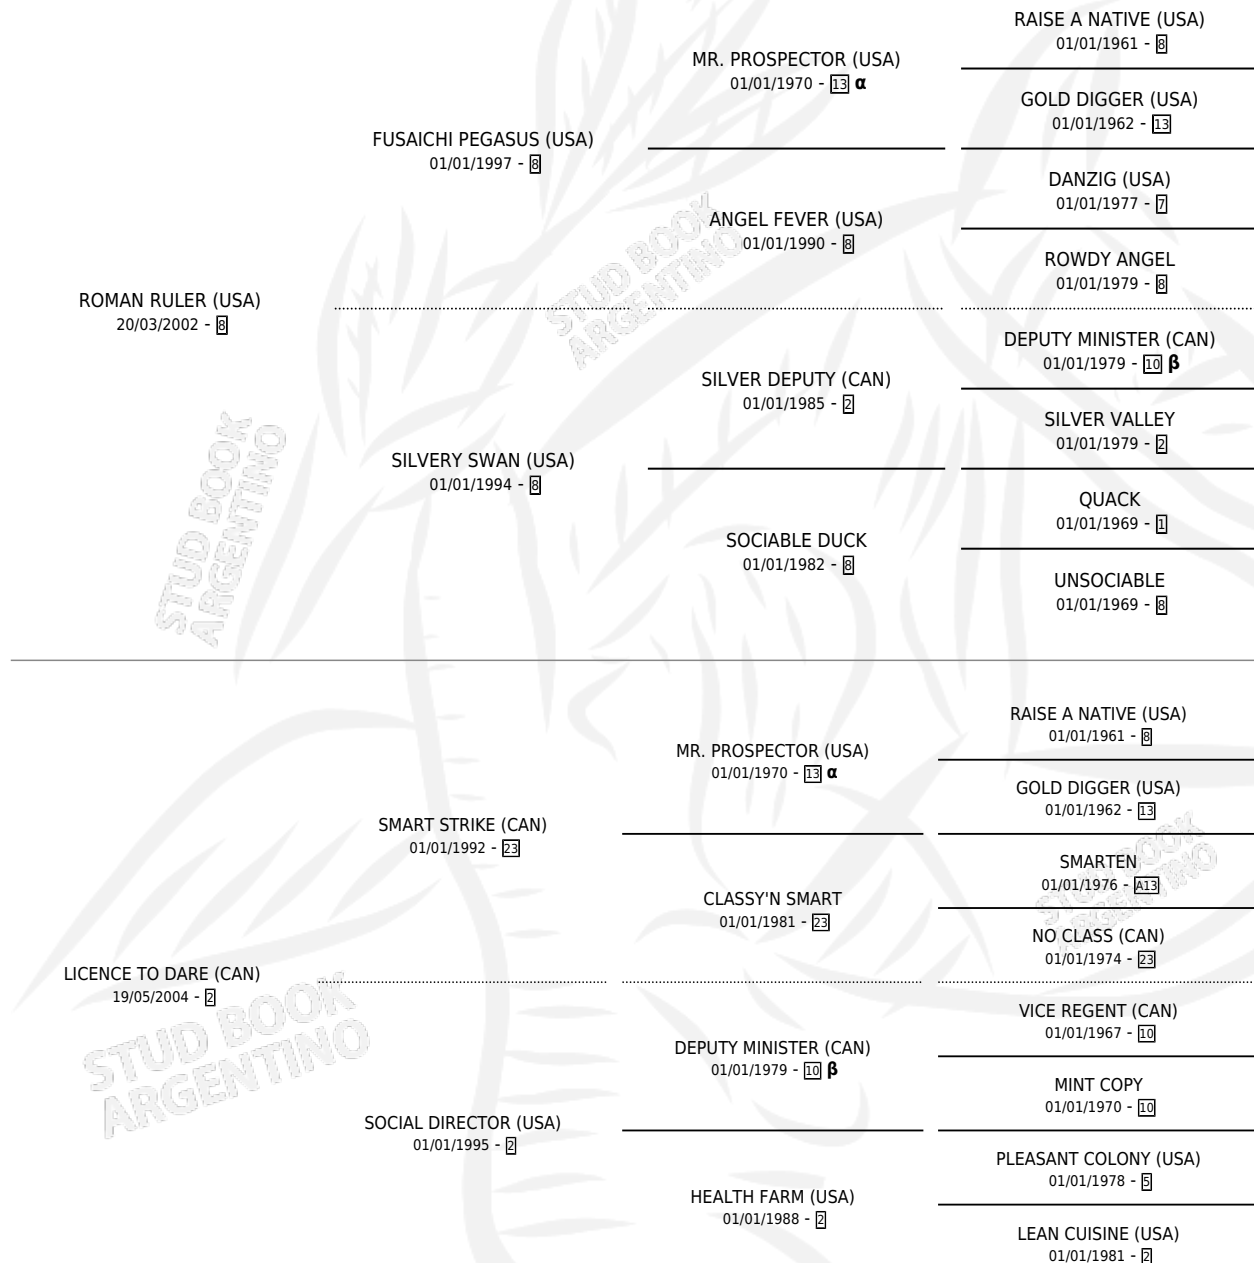 RAISE A NATIVE (USA)
01/01/1961 - 8
MR. PROSPECTOR (USA)
01/01/1970 - 13 α
GOLD DIGGER (USA)
01/01/1962 - 13
FUSAICHI PEGASUS (USA)
01/01/1997 - 8
DANZIG (USA)
01/01/1977 - 7
ANGEL FEVER (USA)
01/01/1990 - 8
ROWDY ANGEL
01/01/1979 - 8
ROMAN RULER (USA)
20/03/2002 - 8
DEPUTY MINISTER (CAN)
01/01/1979 - 10 β
SILVER DEPUTY (CAN)
01/01/1985 - 2
SILVER VALLEY
01/01/1979 - 2
SILVERY SWAN (USA)
01/01/1994 - 8
QUACK
01/01/1969 - 1
SOCIABLE DUCK
01/01/1982 - 8
UNSOCIABLE
01/01/1969 - 8
STUD BOOK
ARGENTINO
STUD BOOK
ARGENTINO
RAISE A NATIVE (USA)
01/01/1961 - 8
MR. PROSPECTOR (USA)
01/01/1970 - 13 α
GOLD DIGGER (USA)
01/01/1962 - 13
SMART STRIKE (CAN)
01/01/1992 - 23
SMARTEN
01/01/1976 - A13
CLASSY'N SMART
01/01/1981 - 23
NO CLASS (CAN)
01/01/1974 - 23
LICENCE TO DARE (CAN)
19/05/2004 - 2
VICE REGENT (CAN)
01/01/1967 - 10
DEPUTY MINISTER (CAN)
01/01/1979 - 10 β
MINT COPY
01/01/1970 - 10
SOCIAL DIRECTOR (USA)
01/01/1995 - 2
PLEASANT COLONY (USA)
01/01/1978 - 5
HEALTH FARM (USA)
01/01/1988 - 2
LEAN CUISINE (USA)
01/01/1981 - 2
STUD BOOK
ARGENTINO
STUD BOOK
ARGENTINO